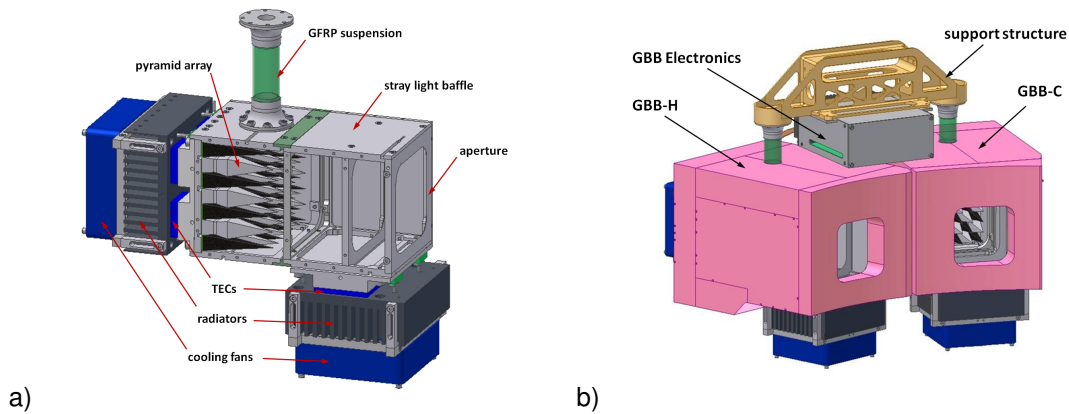 GFRP suspension
pyramid array
stray light baffle
aperture
TECs
radiators
cooling fans
a)
support structure
GBB Electronics
GBB-H
GBB-C
b)